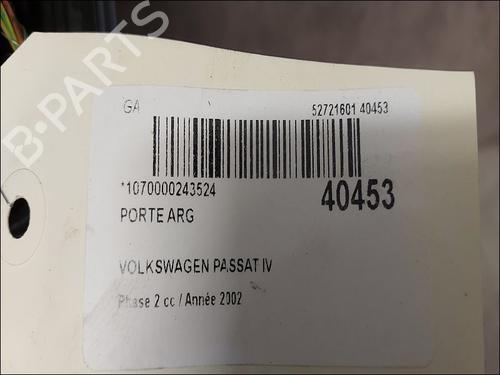 B-PARTS
GA 52721601 40453
*1070000243524 40453
PORTE ARG
VOLKSWAGEN PASSAT IV
Phase 2 cc / Année 2002